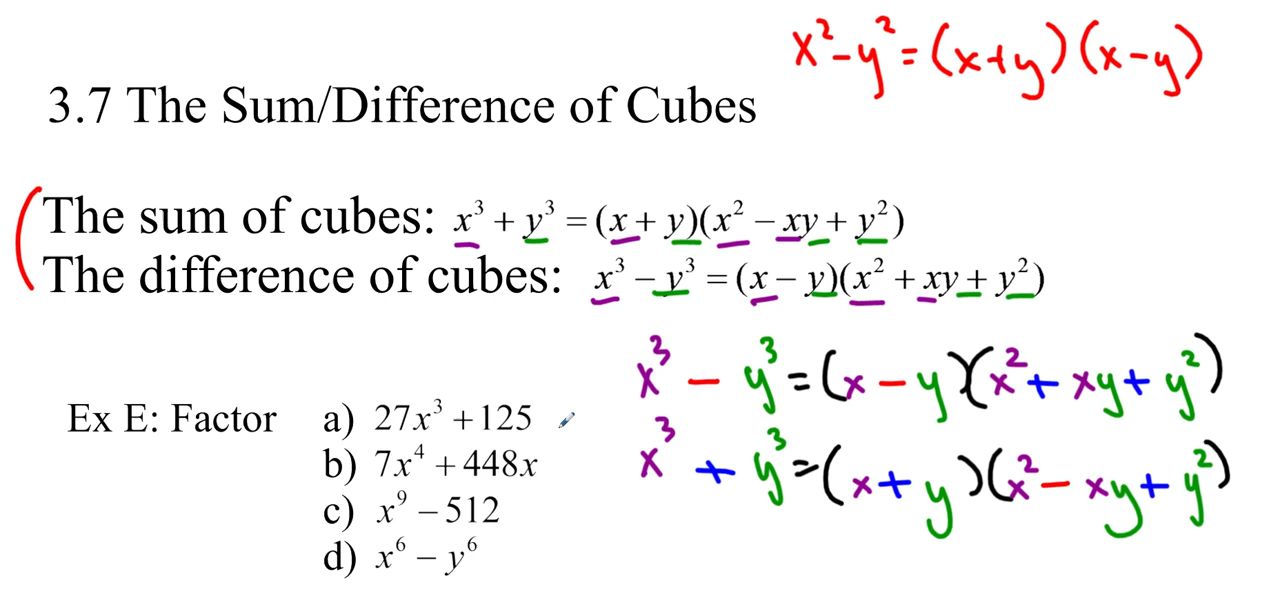 x² – y² = (x+y)(x–y)
3.7 The Sum/Difference of Cubes
The sum of cubes: x³ + y³ = (x + y)(x² − xy + y²)
The difference of cubes: x³ − y³ = (x − y)(x² + xy + y²)
x³ – y³ = (x – y)(x² + xy + y²)
Ex E: Factor a) 27x³ + 125
x³ + y³ = (x + y)(x² – xy + y²)
b) 7x⁴ + 448x
c) x⁹ − 512
d) x⁶ − y⁶